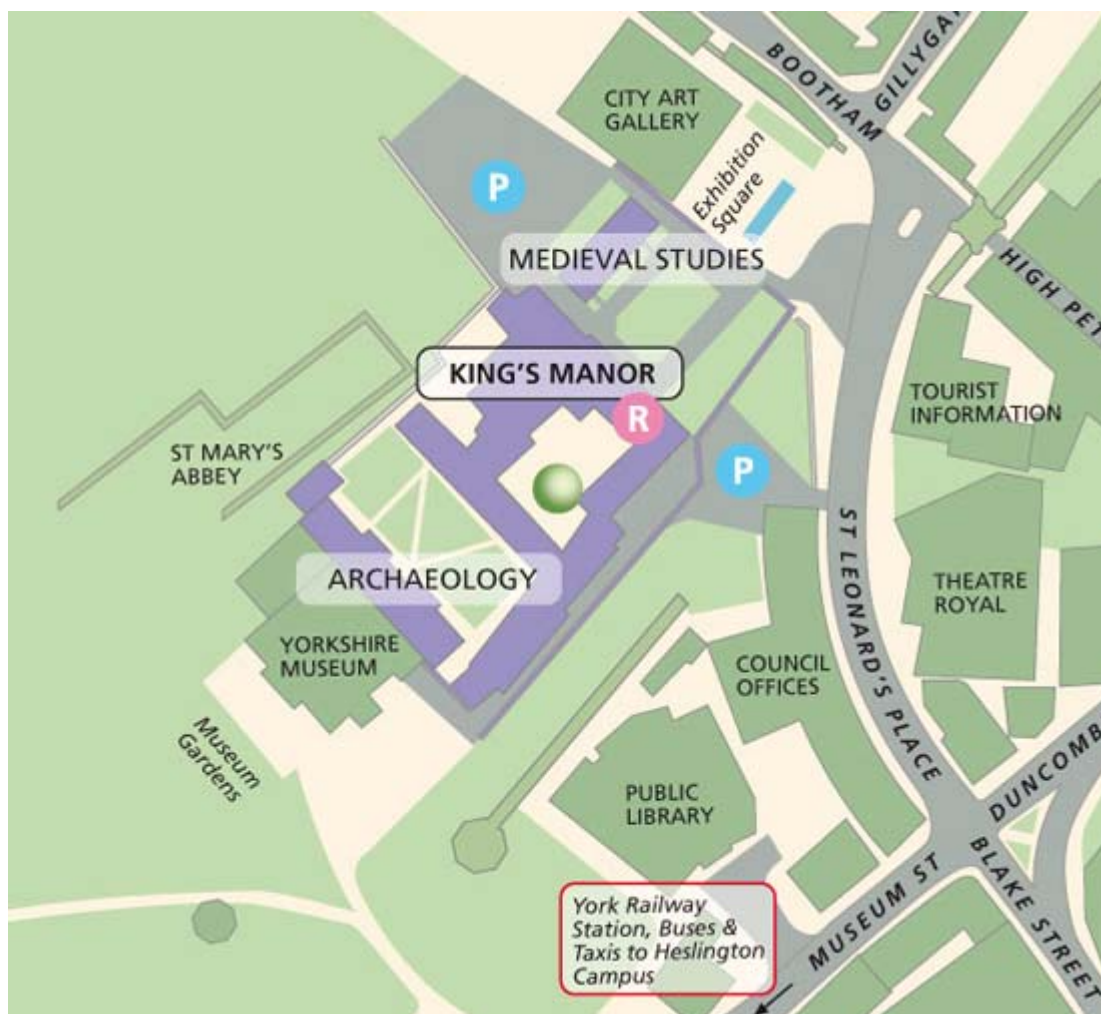 BOOTHAM
GILLYGA
CITY ART
GALLERY
P
Exhibition
Square
MEDIEVAL STUDIES
HIGH PET
KING'S MANOR
R
TOURIST
INFORMATION
ST MARY'S
ABBEY
P
ST LEONARD'S PLACE
ARCHAEOLOGY
THEATRE
ROYAL
YORKSHIRE
MUSEUM
COUNCIL
OFFICES
Museum
Gardens
DUNCOMB
PUBLIC
LIBRARY
BLAKE STREET
MUSEUM ST
York Railway
Station, Buses &
Taxis to Heslington
Campus